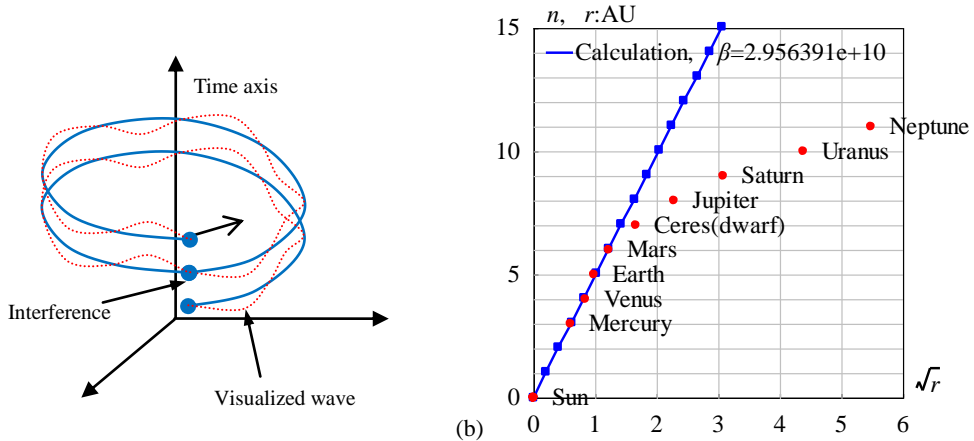 Time axis
Interference
Visualized wave
(b)
n, r:AU
Calculation, β=2.956391e+10
15
10
5
0
Neptune
Uranus
Saturn
Jupiter
Ceres(dwarf)
Mars
Earth
Venus
Mercury
Sun
√r
0 1 2 3 4 5 6